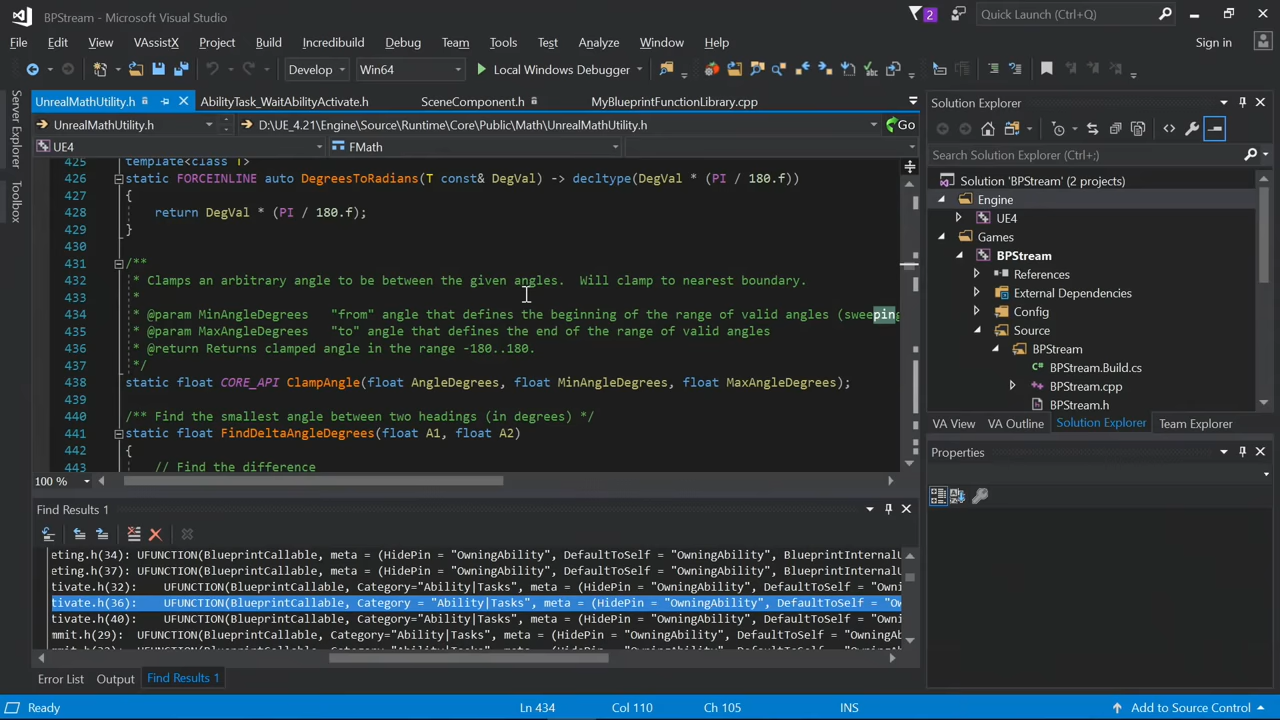 BPStream - Microsoft Visual Studio
2
Quick Launch (Ctrl+Q)
File Edit View VAssistX Project Build Incredibuild Debug Team Tools Test Analyze Window Help
Sign in
Develop Win64 Local Windows Debugger
Server Explorer
Toolbox
UnrealMathUtility.h AbilityTask_WaitAbilityActivate.h SceneComponent.h MyBlueprintFunctionLibrary.cpp
UnrealMathUtility.h D:\UE_4.21\Engine\Source\Runtime\Core\Public\Math\UnrealMathUtility.h Go
UE4 FMath
425 template<class T>
426 static FORCEINLINE auto DegreesToRadians(T const& DegVal) -> decltype(DegVal * (PI / 180.f))
427 {
428 return DegVal * (PI / 180.f);
429 }
430
431 /**
432 * Clamps an arbitrary angle to be between the given angles.  Will clamp to nearest boundary.
433 *
434 * @param MinAngleDegrees "from" angle that defines the beginning of the range of valid angles (sweeping
435 * @param MaxAngleDegrees "to" angle that defines the end of the range of valid angles
436 * @return Returns clamped angle in the range -180..180.
437 */
438 static float CORE_API ClampAngle(float AngleDegrees, float MinAngleDegrees, float MaxAngleDegrees);
439
440 /** Find the smallest angle between two headings (in degrees) */
441 static float FindDeltaAngleDegrees(float A1, float A2)
442 {
443 // Find the difference
100 %
Find Results 1
eting.h(34): UFUNCTION(BlueprintCallable, meta = (HidePin = "OwningAbility", DefaultToSelf = "OwningAbility", BlueprintInternalU
eting.h(37): UFUNCTION(BlueprintCallable, meta = (HidePin = "OwningAbility", DefaultToSelf = "OwningAbility", BlueprintInternalU
tivate.h(32): UFUNCTION(BlueprintCallable, Category="Ability|Tasks", meta = (HidePin = "OwningAbility", DefaultToSelf = "Owni
tivate.h(36): UFUNCTION(BlueprintCallable, Category = "Ability|Tasks", meta = (HidePin = "OwningAbility", DefaultToSelf = "Ow
tivate.h(40): UFUNCTION(BlueprintCallable, Category="Ability|Tasks", meta = (HidePin = "OwningAbility", DefaultToSelf = "Owni
mmit.h(29): UFUNCTION(BlueprintCallable, Category="Ability|Tasks", meta = (HidePin = "OwningAbility", DefaultToSelf = "Owning
Error List Output Find Results 1
Solution Explorer
Search Solution Explorer (Ctrl+;)
Solution 'BPStream' (2 projects)
Engine
UE4
Games
BPStream
References
External Dependencies
Config
Source
BPStream
BPStream.Build.cs
BPStream.cpp
BPStream.h
VA View VA Outline Solution Explorer Team Explorer
Properties
Ready Ln 434 Col 110 Ch 105 INS Add to Source Control